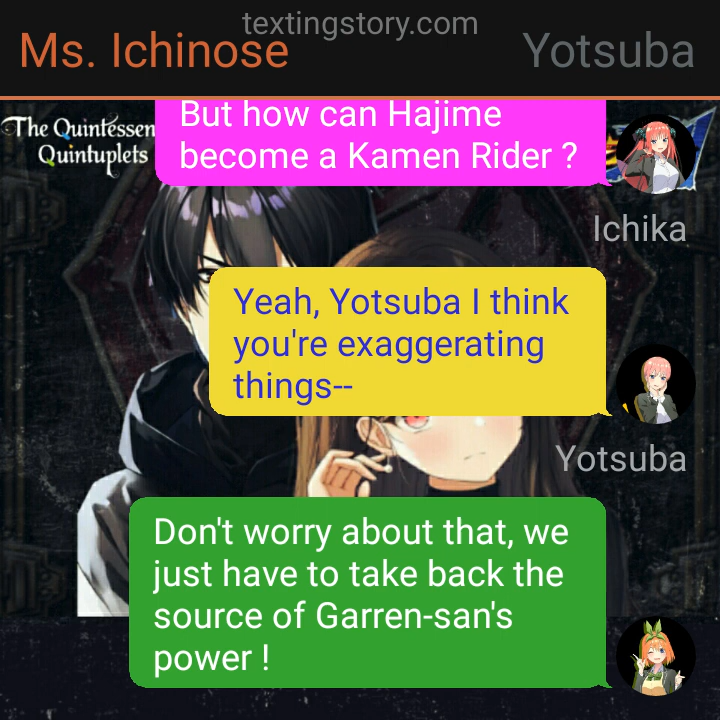 textingstory.com
Ms. Ichinose
Yotsuba
The Quintessen
Quintuplets
But how can Hajime
become a Kamen Rider ?
Ichika
Yeah, Yotsuba I think
you're exaggerating
things--
Yotsuba
Don't worry about that, we
just have to take back the
source of Garren-san's
power !